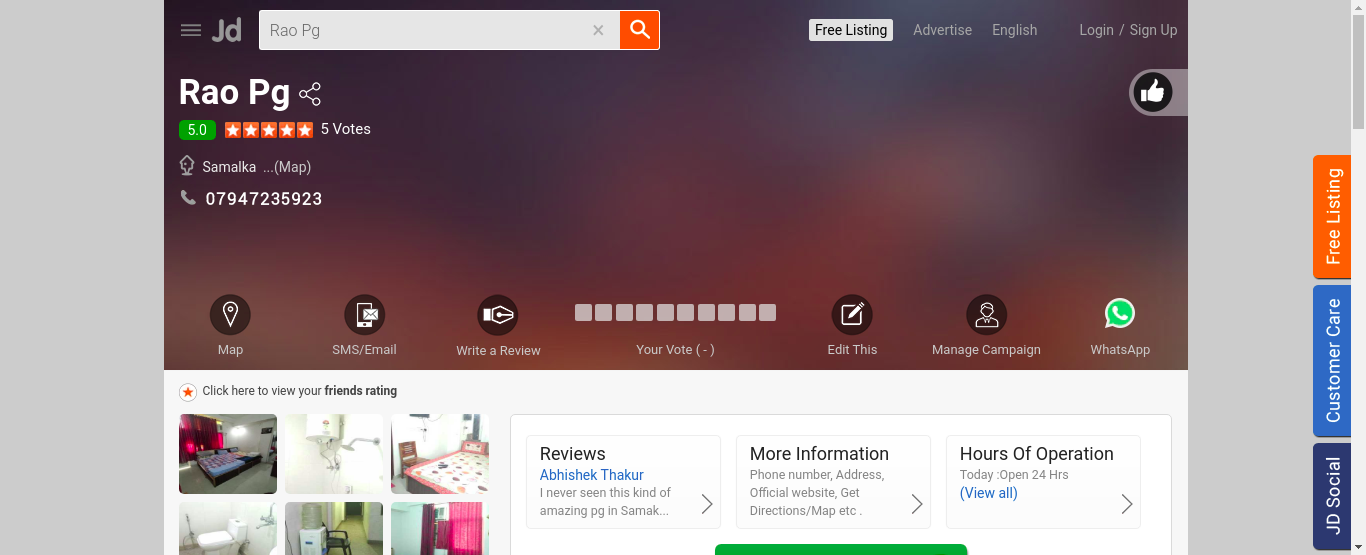 Jd
Rao Pg
Free Listing
Advertise
English
Login / Sign Up
Rao Pg
5.0 5 Votes
Samalka ...(Map)
07947235923
Map
SMS/Email
Write a Review
Your Vote ( - )
Edit This
Manage Campaign
WhatsApp
Click here to view your friends rating
Reviews
Abhishek Thakur
I never seen this kind of
amazing pg in Samak...
More Information
Phone number, Address,
Official website, Get
Directions/Map etc .
Hours Of Operation
Today :Open 24 Hrs
(View all)
Free Listing
Customer Care
JD Social